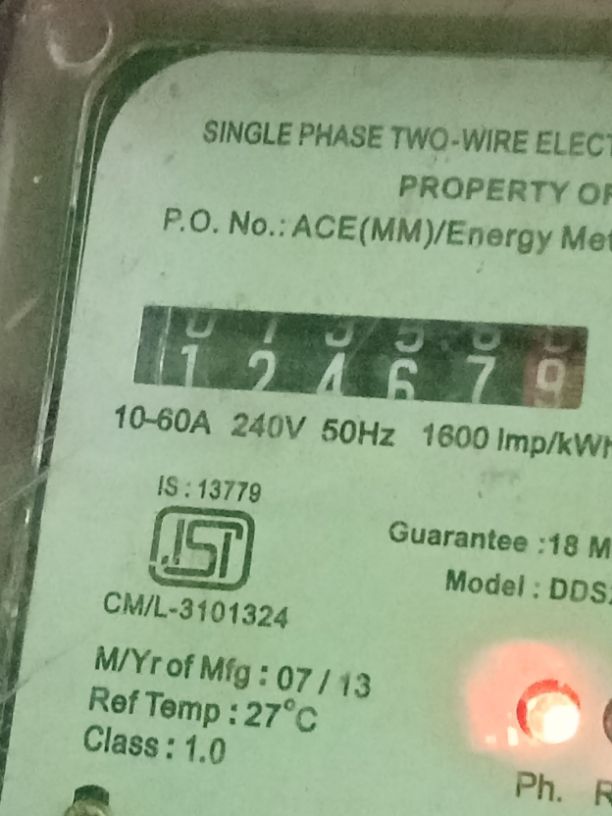 SINGLE PHASE TWO-WIRE ELECT
PROPERTY OF
P.O. No.: ACE(MM)/Energy Met
1 2 4 6 7 9
10-60A 240V 50Hz 1600 Imp/kWH
IS : 13779
ISI
CM/L-3101324
Guarantee :18 M
Model : DDS
M/Yr of Mfg : 07 / 13
Ref Temp : 27°C
Class : 1.0
Ph. R